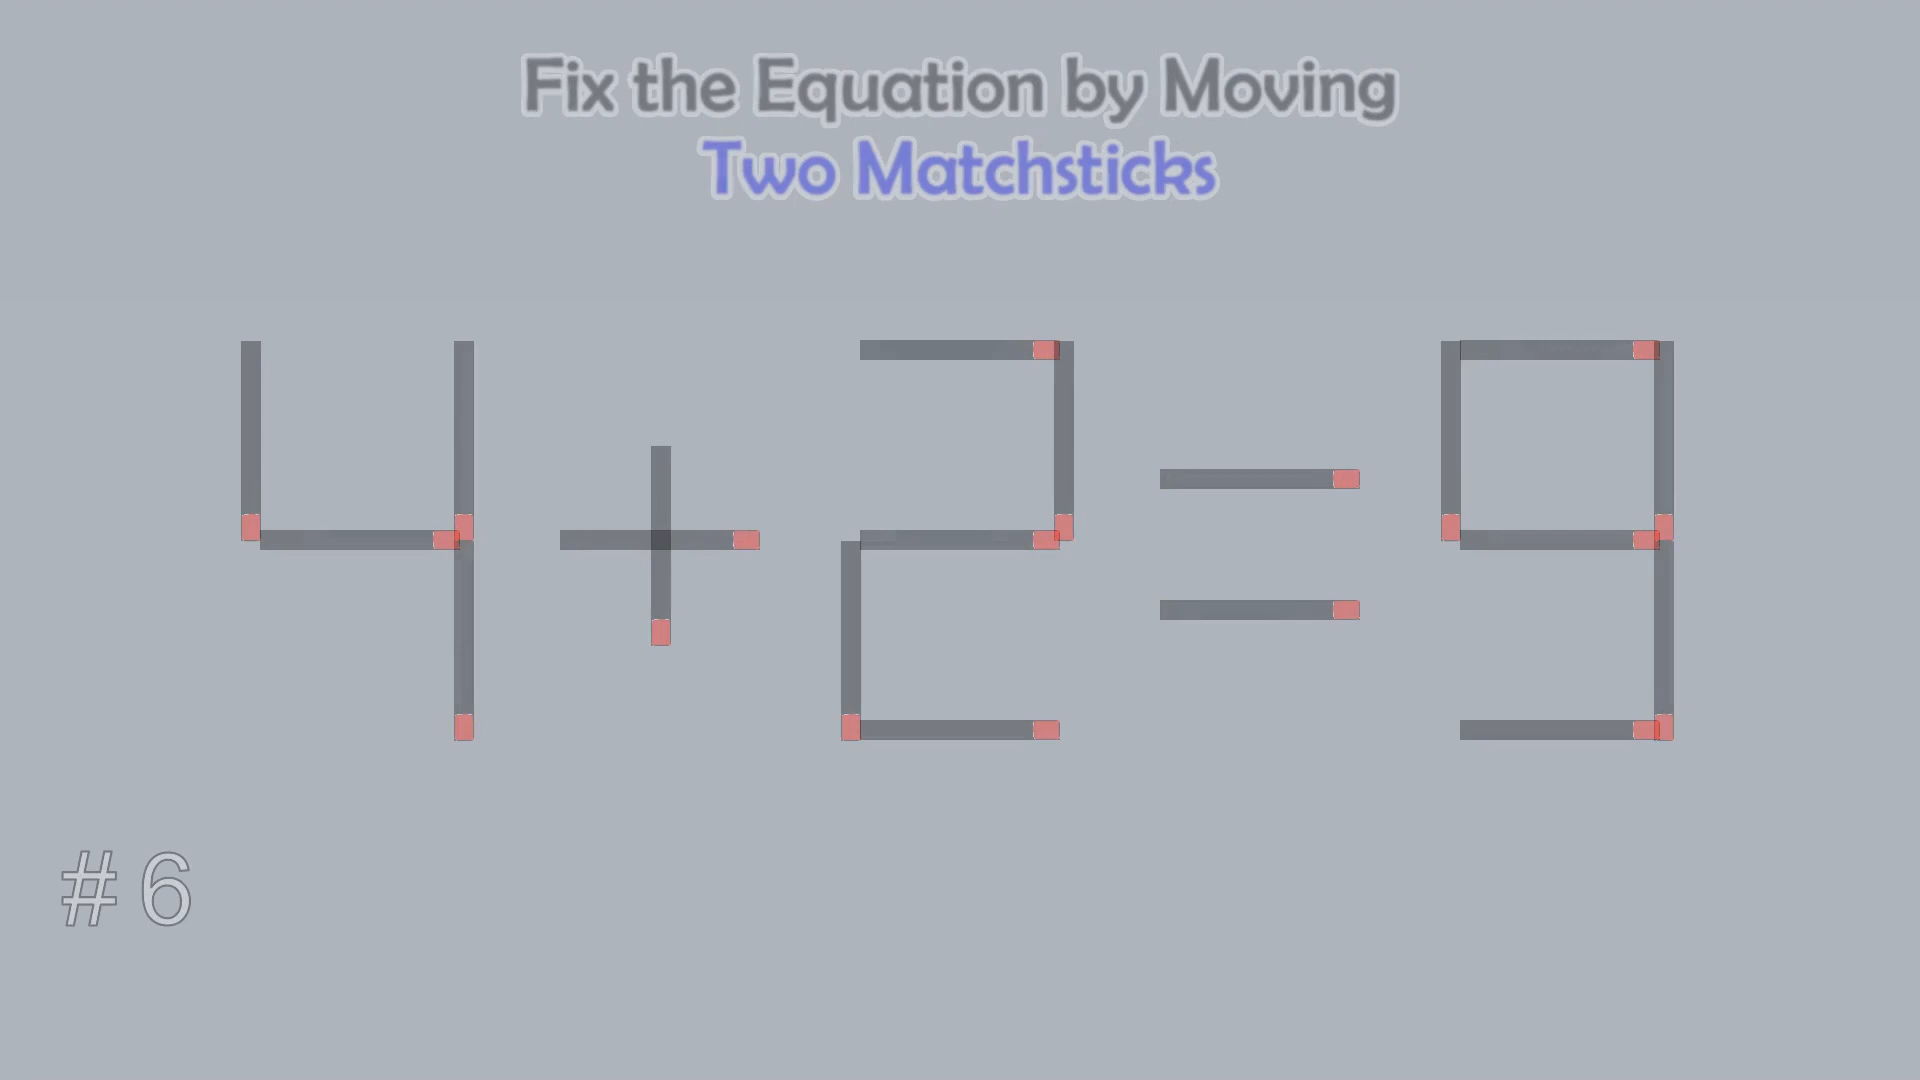 Fix the Equation by Moving
Two Matchsticks
4 + 2 = 9
# 6